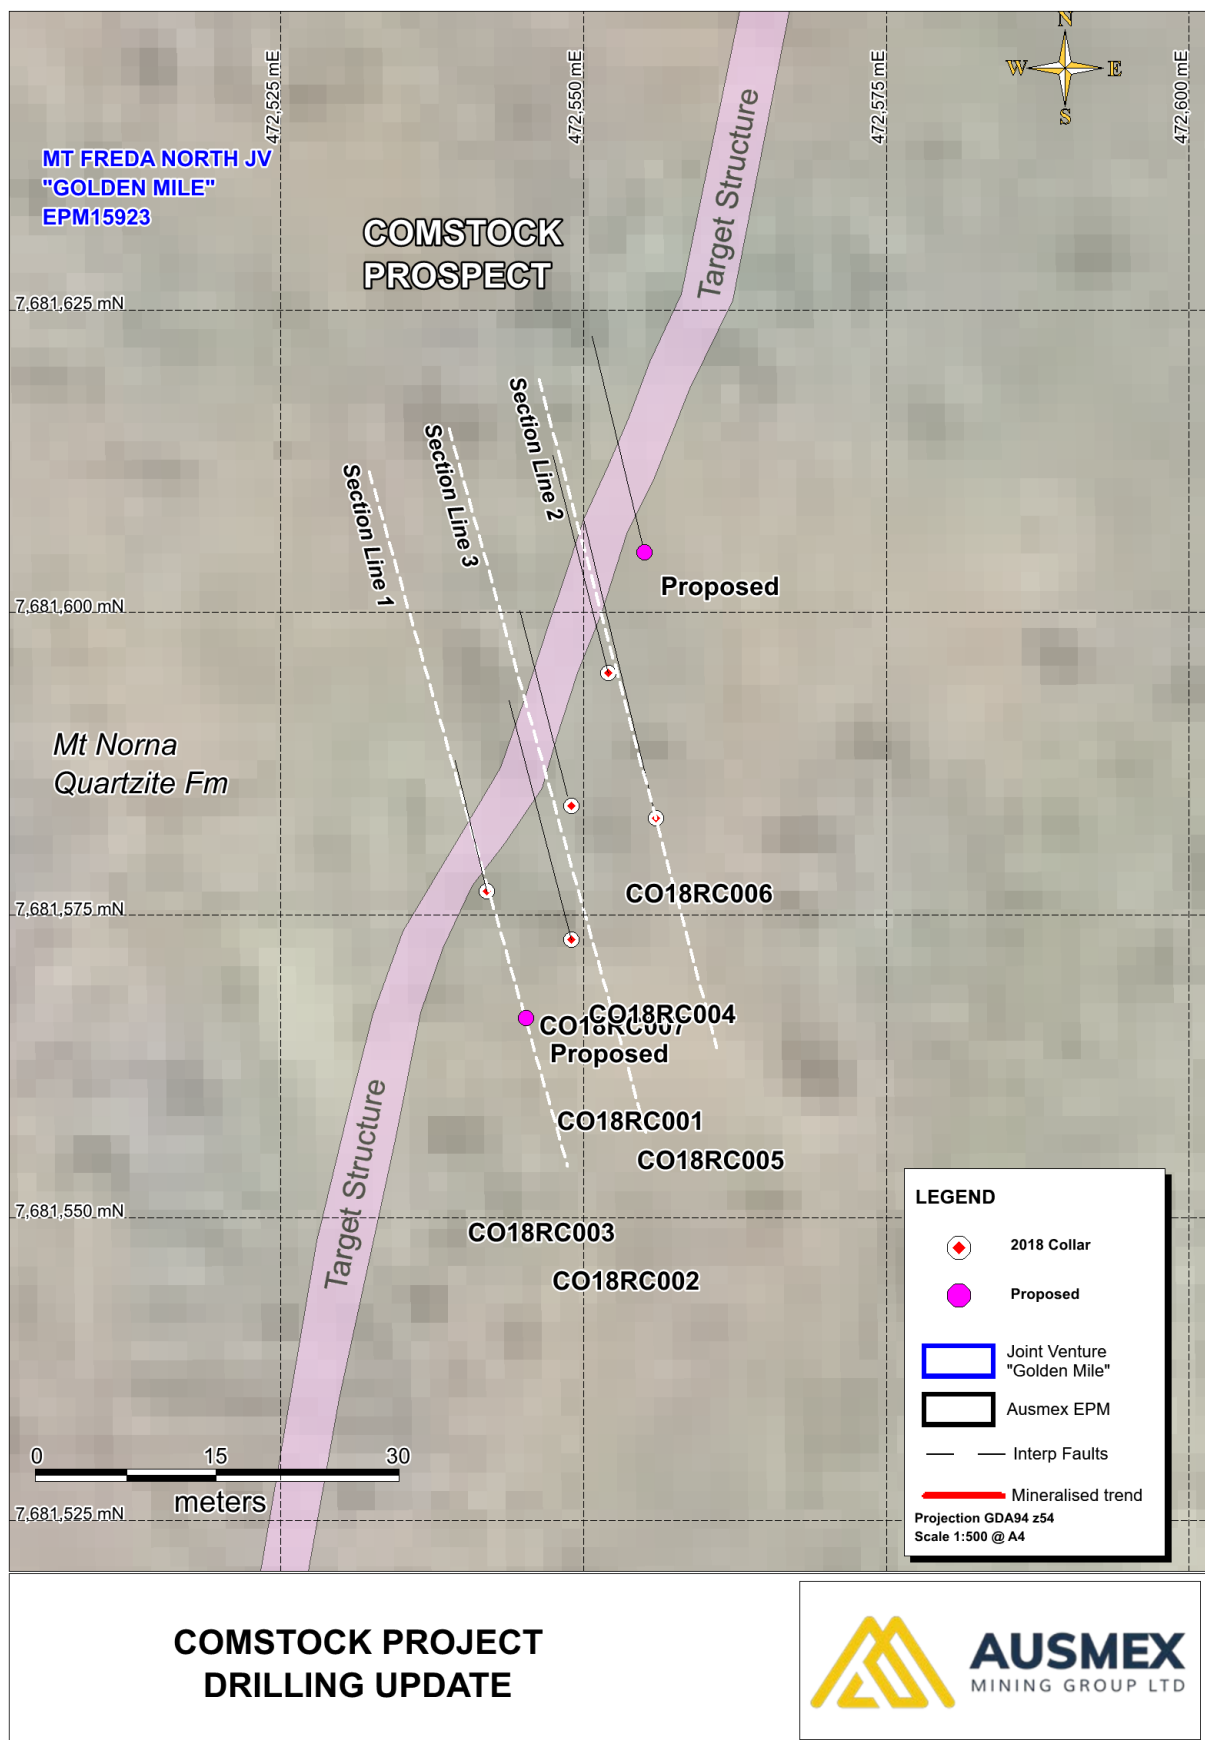 N
W E
S
472,525 mE
472,550 mE
472,575 mE
472,600 mE
MT FREDA NORTH JV
"GOLDEN MILE"
EPM15923
COMSTOCK
PROSPECT
Target Structure
7,681,625 mN
Section Line 2
Section Line 3
Section Line 1
Proposed
7,681,600 mN
Mt Norna
Quartzite Fm
CO18RC006
7,681,575 mN
CO18RC004
CO18RC007
Proposed
CO18RC001
CO18RC005
Target Structure
7,681,550 mN
CO18RC003
CO18RC002
LEGEND
2018 Collar
Proposed
Joint Venture
"Golden Mile"
Ausmex EPM
Interp Faults
Mineralised trend
Projection GDA94 z54
Scale 1:500 @ A4
0 15 30
meters
7,681,525 mN
COMSTOCK PROJECT
DRILLING UPDATE
AUSMEX
MINING GROUP LTD